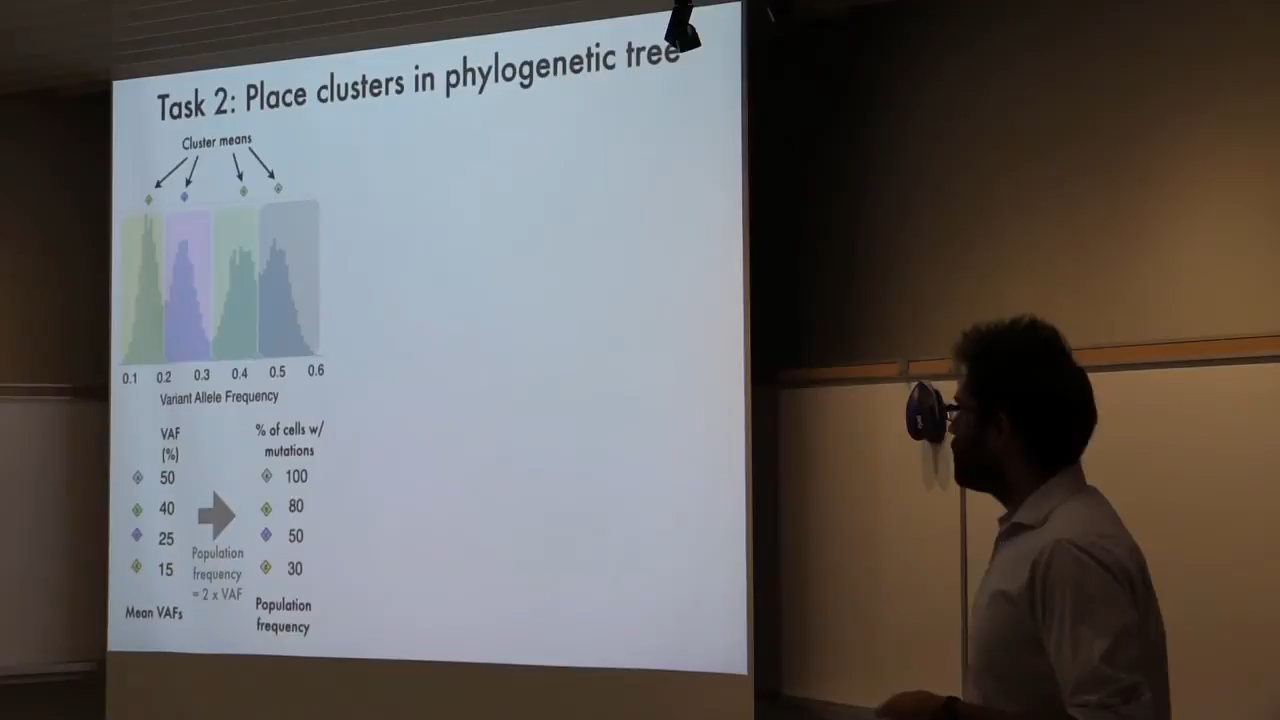 Task 2: Place clusters in phylogenetic tree
Cluster means
0.1 0.2 0.3 0.4 0.5 0.6
Variant Allele Frequency
VAF
(%)
% of cells w/
mutations
50 100
40 80
25 50
15 30
Population
frequency
= 2 x VAF
Mean VAFs
Population
frequency